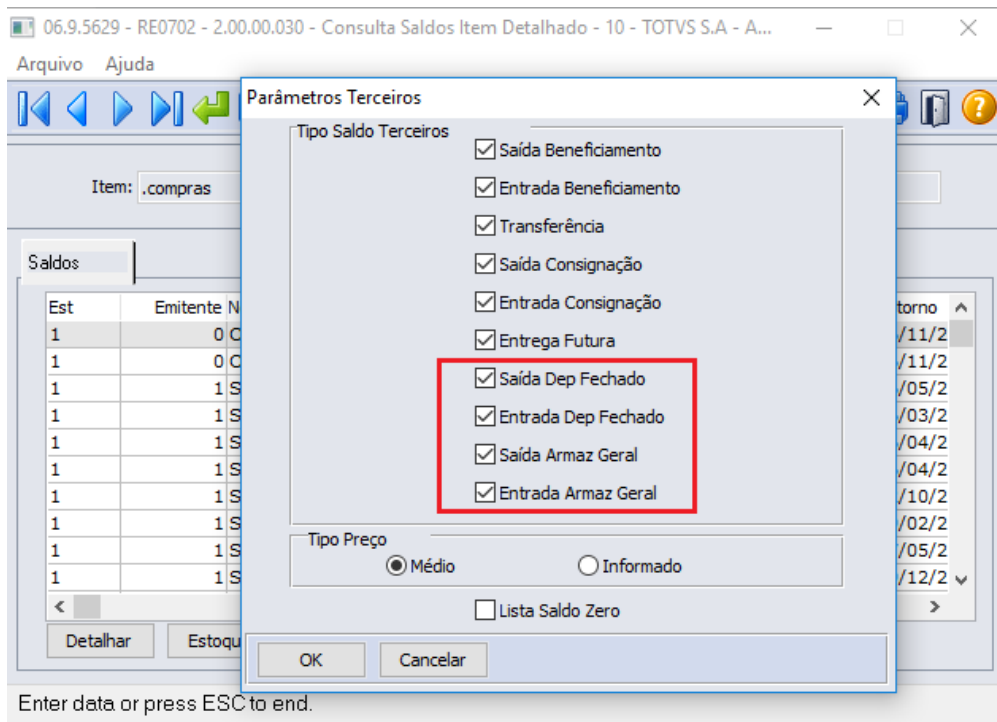 06.9.5629 - RE0702 - 2.00.00.030 - Consulta Saldos Item Detalhado - 10 - TOTVS S.A - A...
Arquivo Ajuda
Parâmetros Terceiros
Tipo Saldo Terceiros
Saída Beneficiamento
Entrada Beneficiamento
Transferência
Saída Consignação
Entrada Consignação
Entrega Futura
Saída Dep Fechado
Entrada Dep Fechado
Saída Armaz Geral
Entrada Armaz Geral
Tipo Preço
Médio Informado
Lista Saldo Zero
OK Cancelar
Item: .compras
Saldos
Est Emitente N torno
1 0 C /11/2
1 0 C /11/2
1 1 S /05/2
1 1 S /03/2
1 1 S /04/2
1 1 S /04/2
1 1 S /10/2
1 1 S /02/2
1 1 S /05/2
1 1 S /12/2
Detalhar Estoqu
Enter data or press ESC to end.